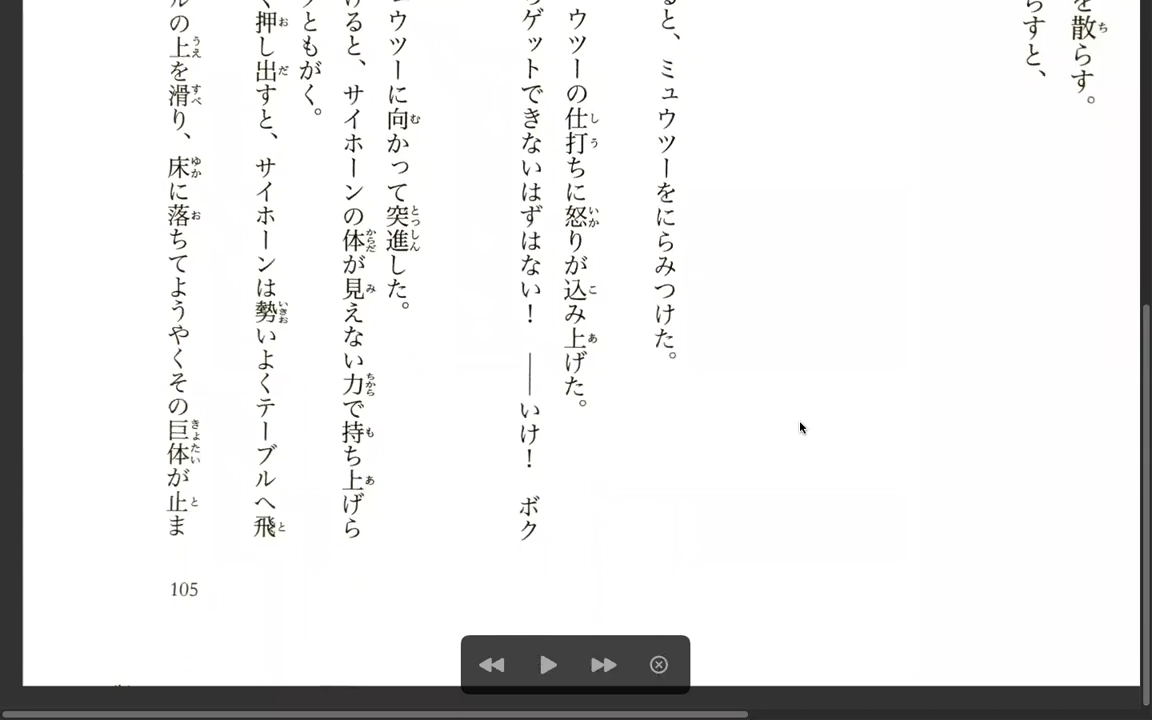 を散らす。
らすと、
ると、ミュウツーをにらみつけた。
ウツーの仕打ちに怒りが込み上げた。
ゲットできないはずはない！　――いけ！　ボク
ュウツーに向かって突進した。
けると、サイホーンの体が見えない力で持ち上げら
ともがく。
押し出すと、サイホーンは勢いよくテーブルへ飛
ルの上を滑り、床に落ちてようやくその巨体が止ま
105